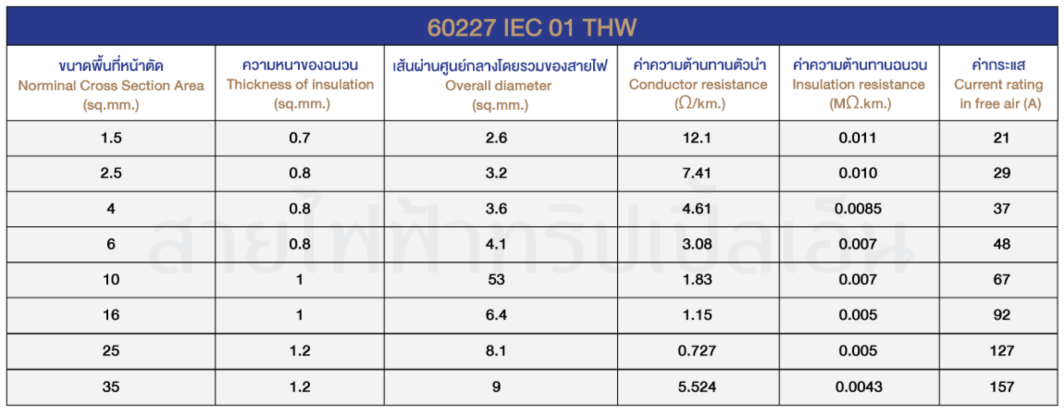 60227 IEC 01 THW
ขนาดพื้นที่หน้าตัด
Norminal Cross Section Area
(sq.mm.)
ความหนาของฉนวน
Thickness of insulation
(sq.mm.)
เส้นผ่านศูนย์กลางโดยรวมของสายไฟ
Overall diameter
(sq.mm.)
ค่าความต้านทานตัวนำ
Conductor resistance
(Ω/km.)
ค่าความต้านทานฉนวน
Insulation resistance
(MΩ.km.)
ค่ากระแส
Current rating
in free air (A)
1.5 0.7 2.6 12.1 0.011 21
2.5 0.8 3.2 7.41 0.010 29
4 0.8 3.6 4.61 0.0085 37
6 0.8 4.1 3.08 0.007 48
10 1 53 1.83 0.007 67
16 1 6.4 1.15 0.005 92
25 1.2 8.1 0.727 0.005 127
35 1.2 9 5.524 0.0043 157
สายไฟฟ้าทริปเปิ้ลเอ็น